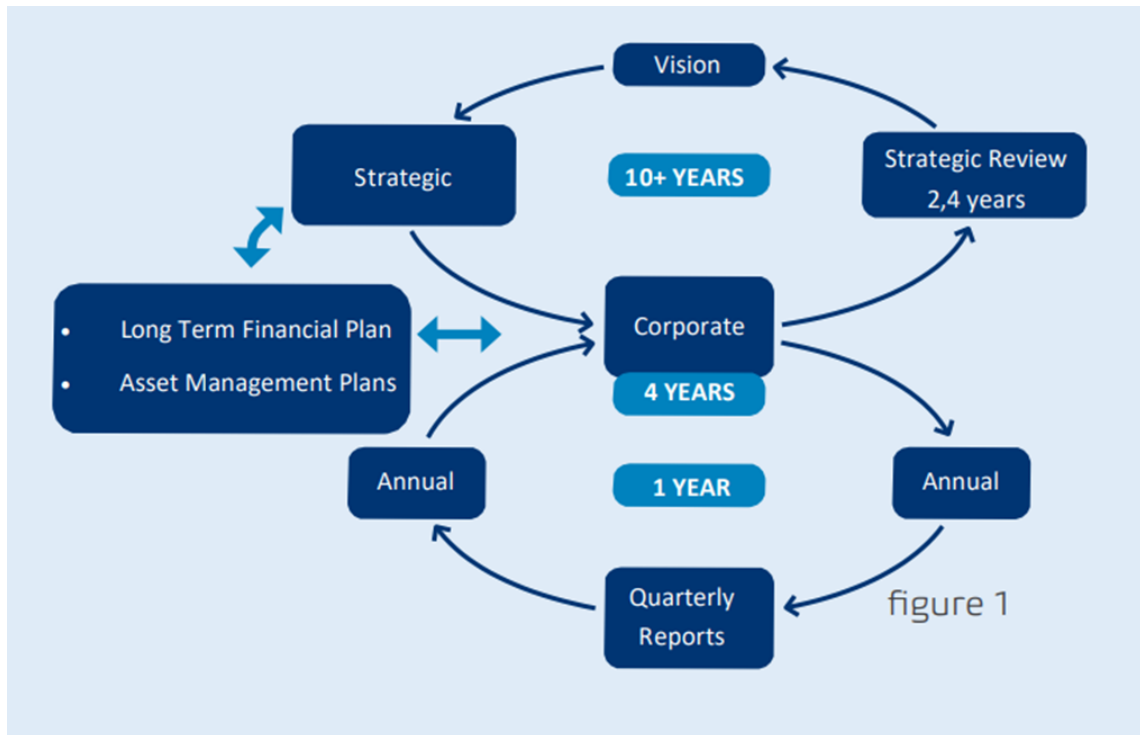 Vision
Strategic
10+ YEARS
Strategic Review
2,4 years
• Long Term Financial Plan
• Asset Management Plans
Corporate
4 YEARS
Annual
1 YEAR
Annual
Quarterly
Reports
figure 1